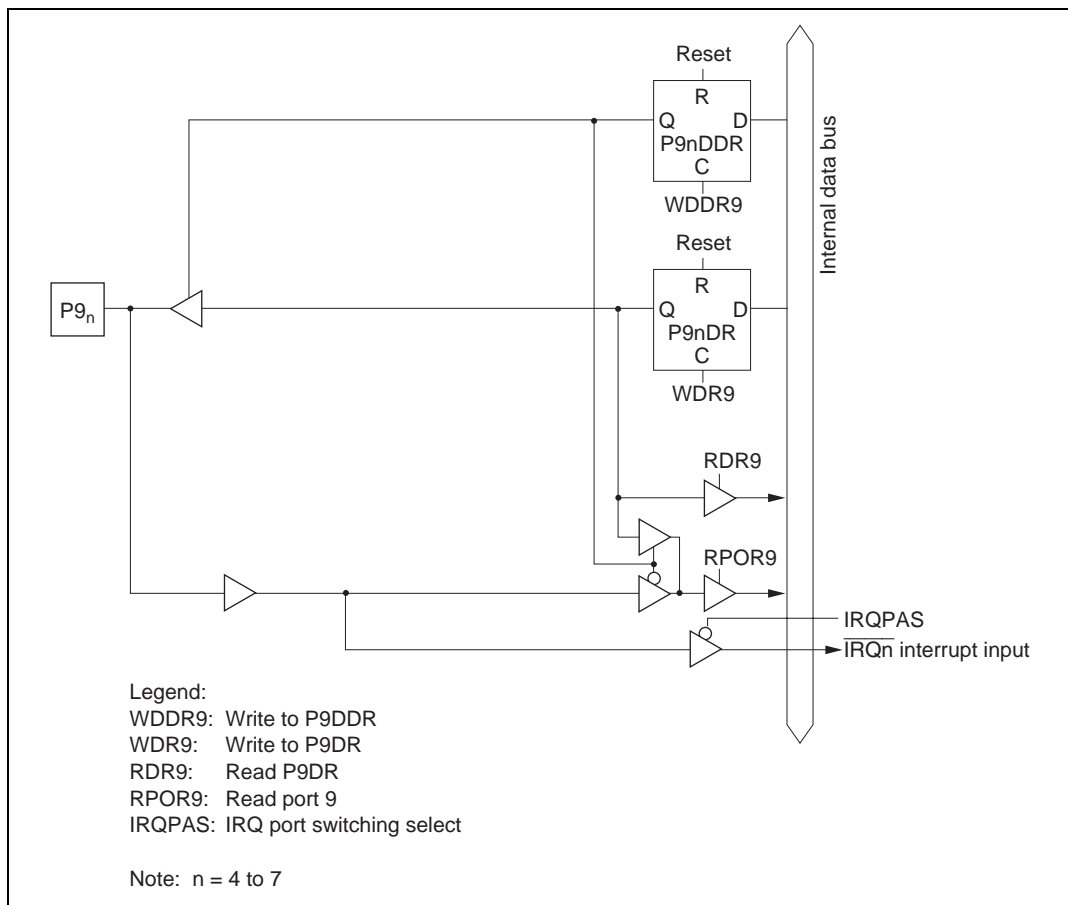 Reset
R
Q D
P9nDDR
C
WDDR9
Internal data bus
Reset
R
P9n
Q D
P9nDR
C
WDR9
RDR9
RPOR9
IRQPAS
IRQn interrupt input
Legend:
WDDR9: Write to P9DDR
WDR9: Write to P9DR
RDR9: Read P9DR
RPOR9: Read port 9
IRQPAS: IRQ port switching select
Note: n = 4 to 7